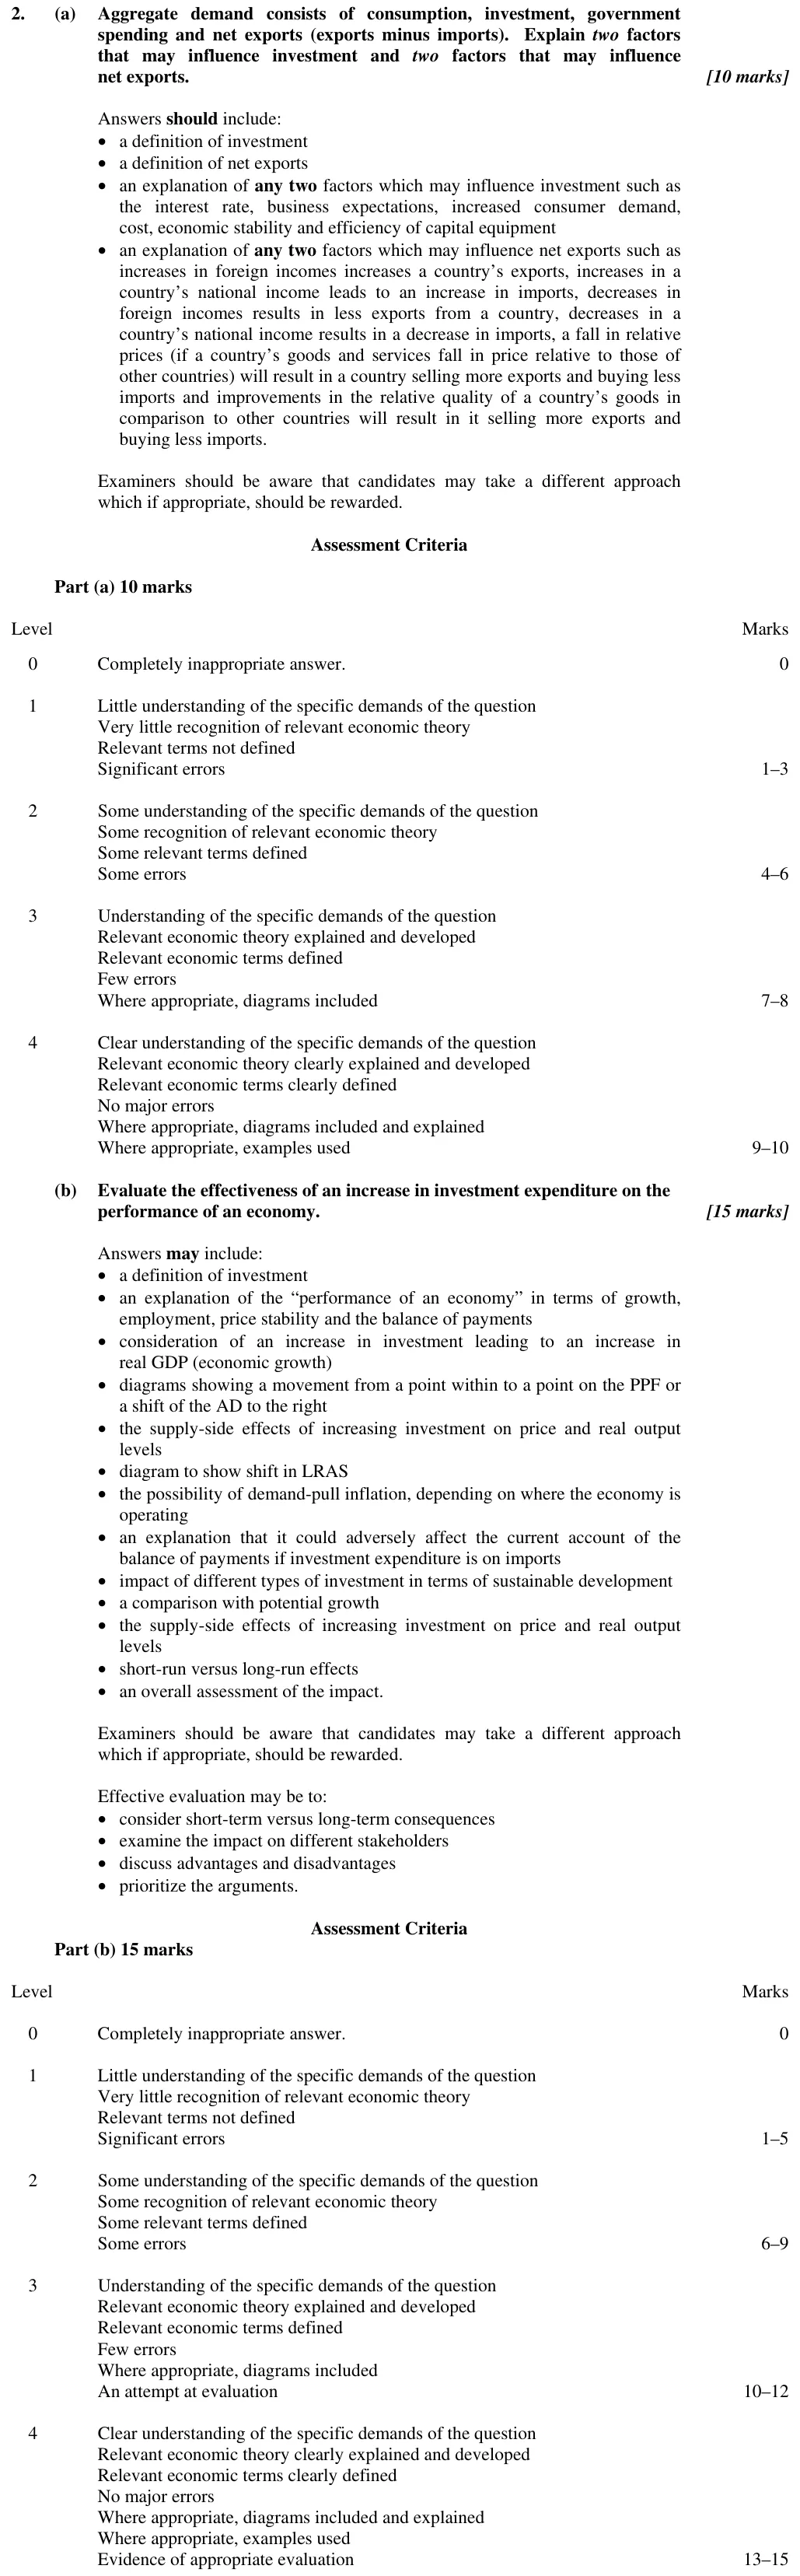 2. (a) Aggregate demand consists of consumption, investment, government
spending and net exports (exports minus imports). Explain two factors
that may influence investment and two factors that may influence
net exports. [10 marks]
Answers should include:
• a definition of investment
• a definition of net exports
• an explanation of any two factors which may influence investment such as
the interest rate, business expectations, increased consumer demand,
cost, economic stability and efficiency of capital equipment
• an explanation of any two factors which may influence net exports such as
increases in foreign incomes increases a country's exports, increases in a
country's national income leads to an increase in imports, decreases in
foreign incomes results in less exports from a country, decreases in a
country's national income results in a decrease in imports, a fall in relative
prices (if a country's goods and services fall in price relative to those of
other countries) will result in a country selling more exports and buying less
imports and improvements in the relative quality of a country's goods in
comparison to other countries will result in it selling more exports and
buying less imports.
Examiners should be aware that candidates may take a different approach
which if appropriate, should be rewarded.
Assessment Criteria
Part (a) 10 marks
Level Marks
0 Completely inappropriate answer. 0
1 Little understanding of the specific demands of the question
Very little recognition of relevant economic theory
Relevant terms not defined
Significant errors 1–3
2 Some understanding of the specific demands of the question
Some recognition of relevant economic theory
Some relevant terms defined
Some errors 4–6
3 Understanding of the specific demands of the question
Relevant economic theory explained and developed
Relevant economic terms defined
Few errors
Where appropriate, diagrams included 7–8
4 Clear understanding of the specific demands of the question
Relevant economic theory clearly explained and developed
Relevant economic terms clearly defined
No major errors
Where appropriate, diagrams included and explained
Where appropriate, examples used 9–10
(b) Evaluate the effectiveness of an increase in investment expenditure on the
performance of an economy. [15 marks]
Answers may include:
• a definition of investment
• an explanation of the “performance of an economy” in terms of growth,
employment, price stability and the balance of payments
• consideration of an increase in investment leading to an increase in
real GDP (economic growth)
• diagrams showing a movement from a point within to a point on the PPF or
a shift of the AD to the right
• the supply-side effects of increasing investment on price and real output
levels
• diagram to show shift in LRAS
• the possibility of demand-pull inflation, depending on where the economy is
operating
• an explanation that it could adversely affect the current account of the
balance of payments if investment expenditure is on imports
• impact of different types of investment in terms of sustainable development
• a comparison with potential growth
• the supply-side effects of increasing investment on price and real output
levels
• short-run versus long-run effects
• an overall assessment of the impact.
Examiners should be aware that candidates may take a different approach
which if appropriate, should be rewarded.
Effective evaluation may be to:
• consider short-term versus long-term consequences
• examine the impact on different stakeholders
• discuss advantages and disadvantages
• prioritize the arguments.
Assessment Criteria
Part (b) 15 marks
Level Marks
0 Completely inappropriate answer. 0
1 Little understanding of the specific demands of the question
Very little recognition of relevant economic theory
Relevant terms not defined
Significant errors 1–5
2 Some understanding of the specific demands of the question
Some recognition of relevant economic theory
Some relevant terms defined
Some errors 6–9
3 Understanding of the specific demands of the question
Relevant economic theory explained and developed
Relevant economic terms defined
Few errors
Where appropriate, diagrams included
An attempt at evaluation 10–12
4 Clear understanding of the specific demands of the question
Relevant economic theory clearly explained and developed
Relevant economic terms clearly defined
No major errors
Where appropriate, diagrams included and explained
Where appropriate, examples used
Evidence of appropriate evaluation 13–15